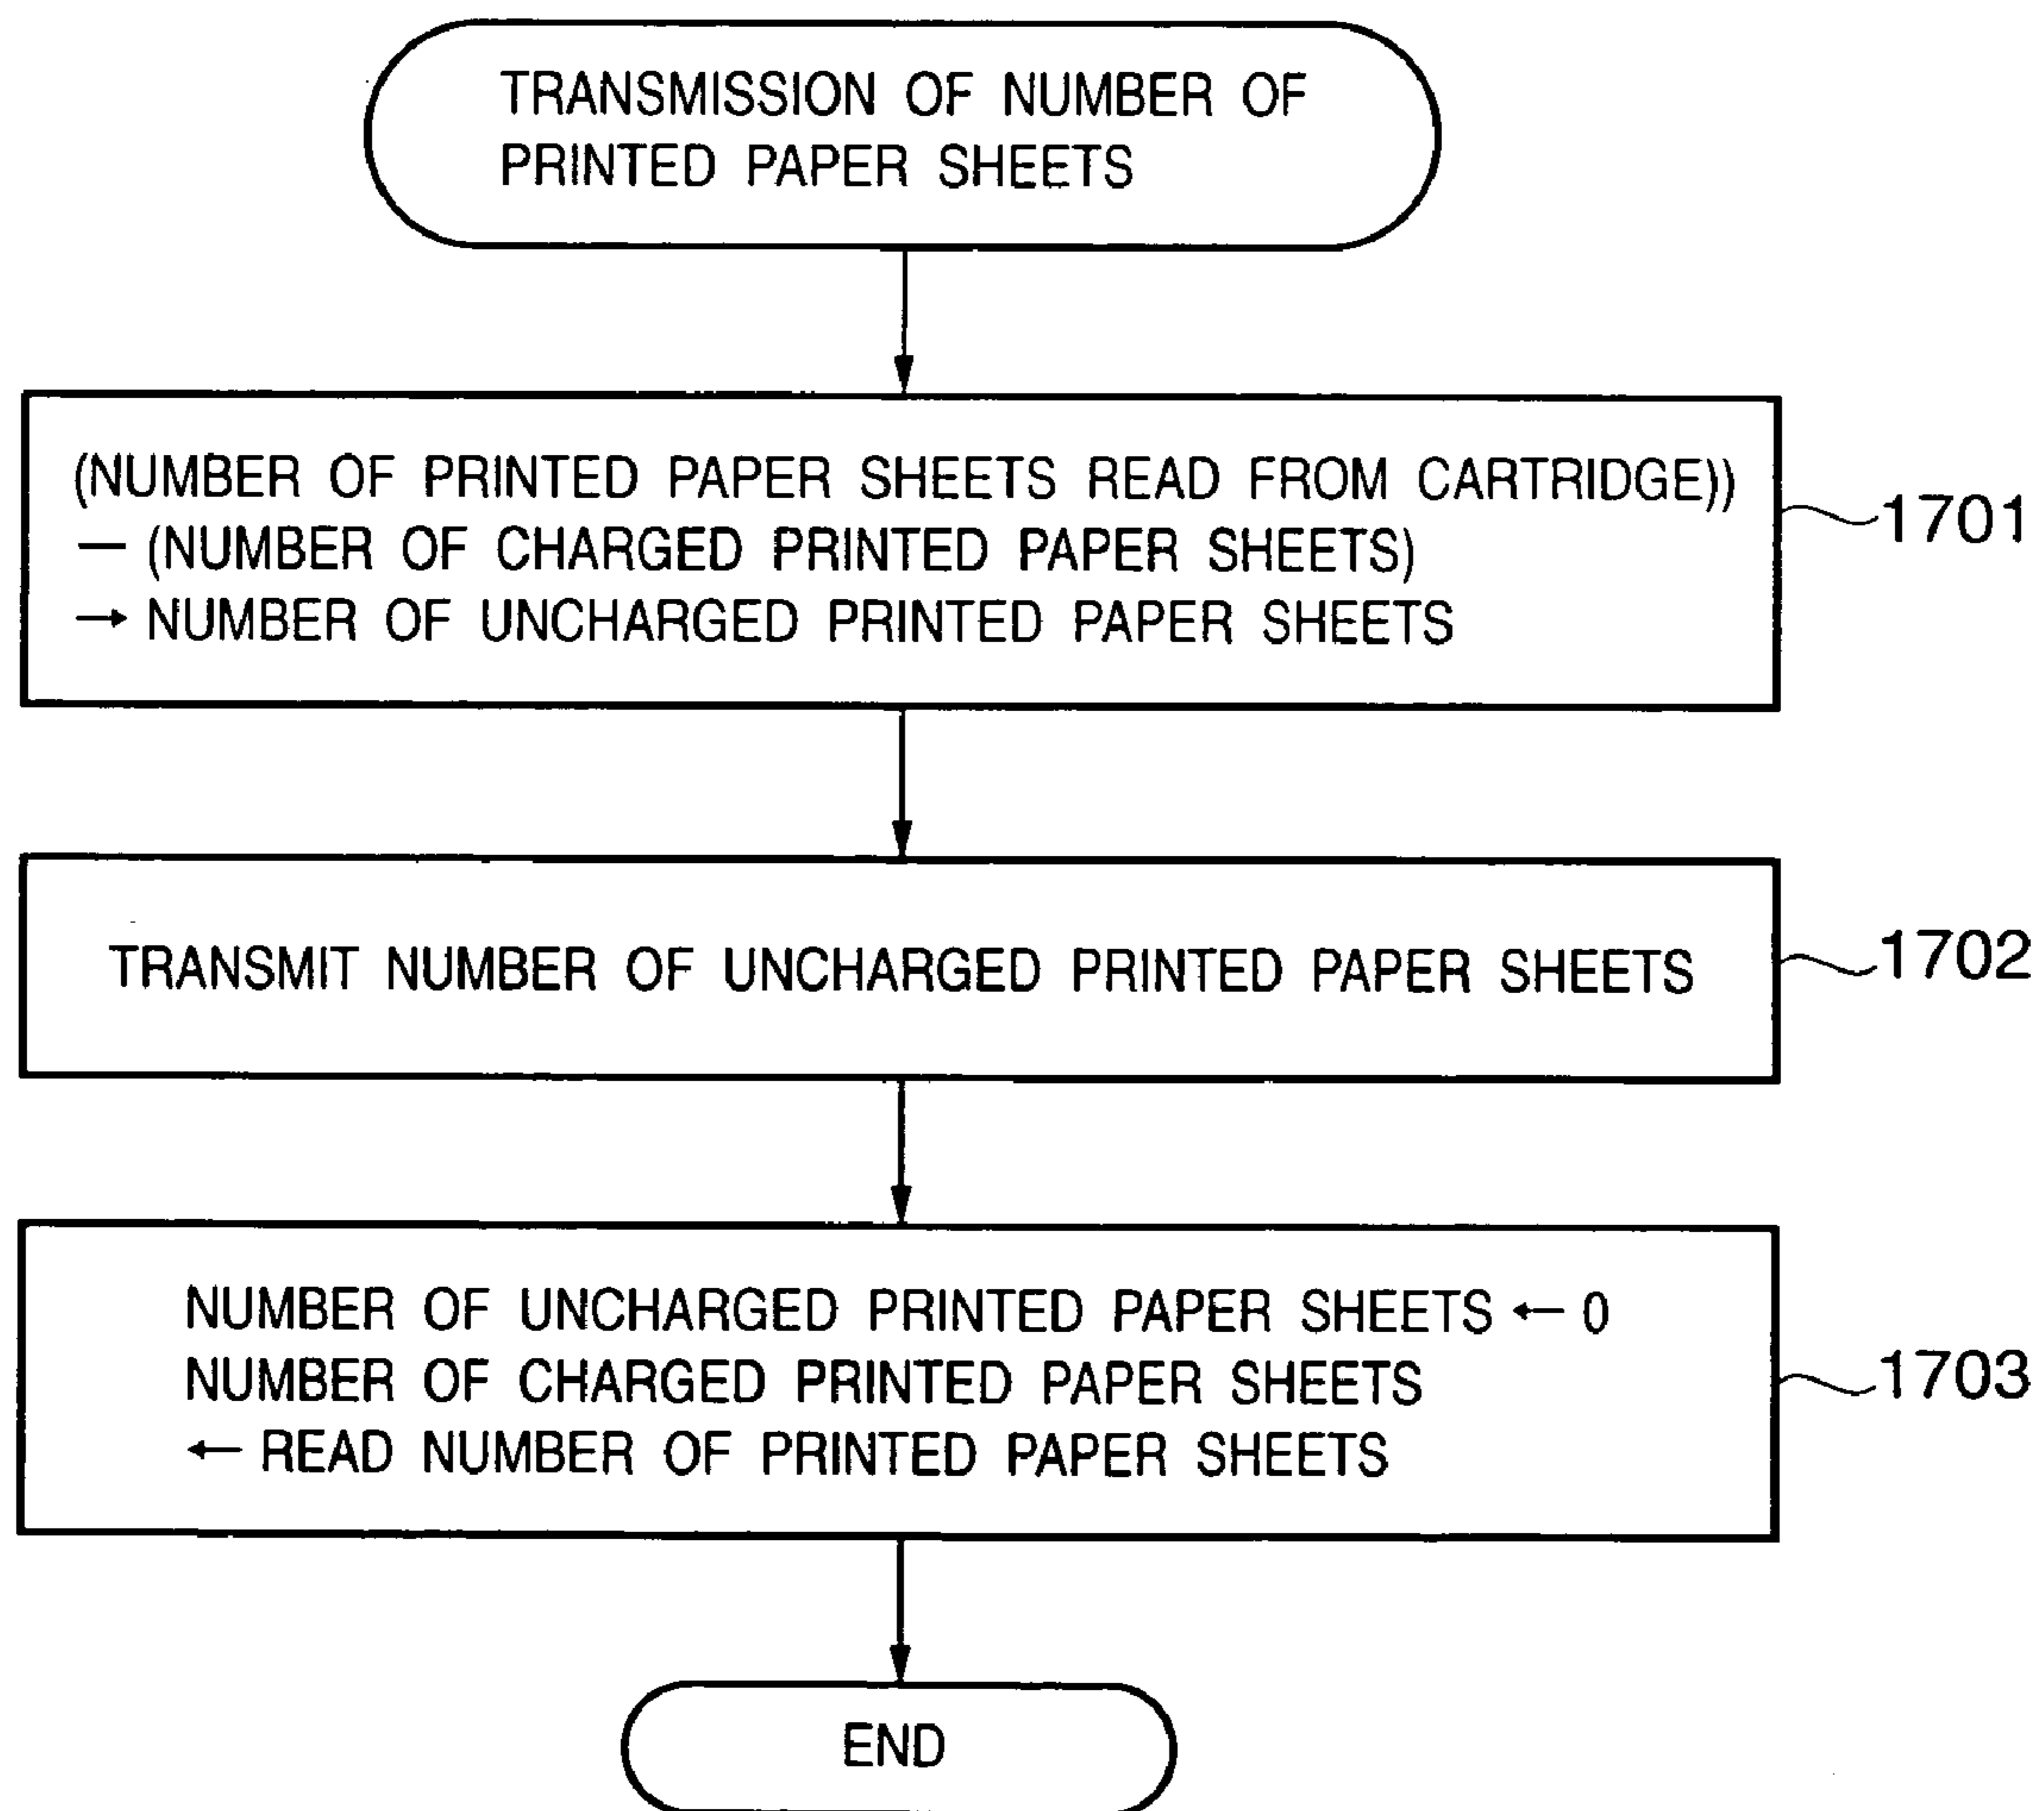 TRANSMISSION OF NUMBER OF
PRINTED PAPER SHEETS
(NUMBER OF PRINTED PAPER SHEETS READ FROM CARTRIDGE))
— (NUMBER OF CHARGED PRINTED PAPER SHEETS)
→ NUMBER OF UNCHARGED PRINTED PAPER SHEETS
1701
TRANSMIT NUMBER OF UNCHARGED PRINTED PAPER SHEETS
1702
NUMBER OF UNCHARGED PRINTED PAPER SHEETS ← 0
NUMBER OF CHARGED PRINTED PAPER SHEETS
← READ NUMBER OF PRINTED PAPER SHEETS
1703
END